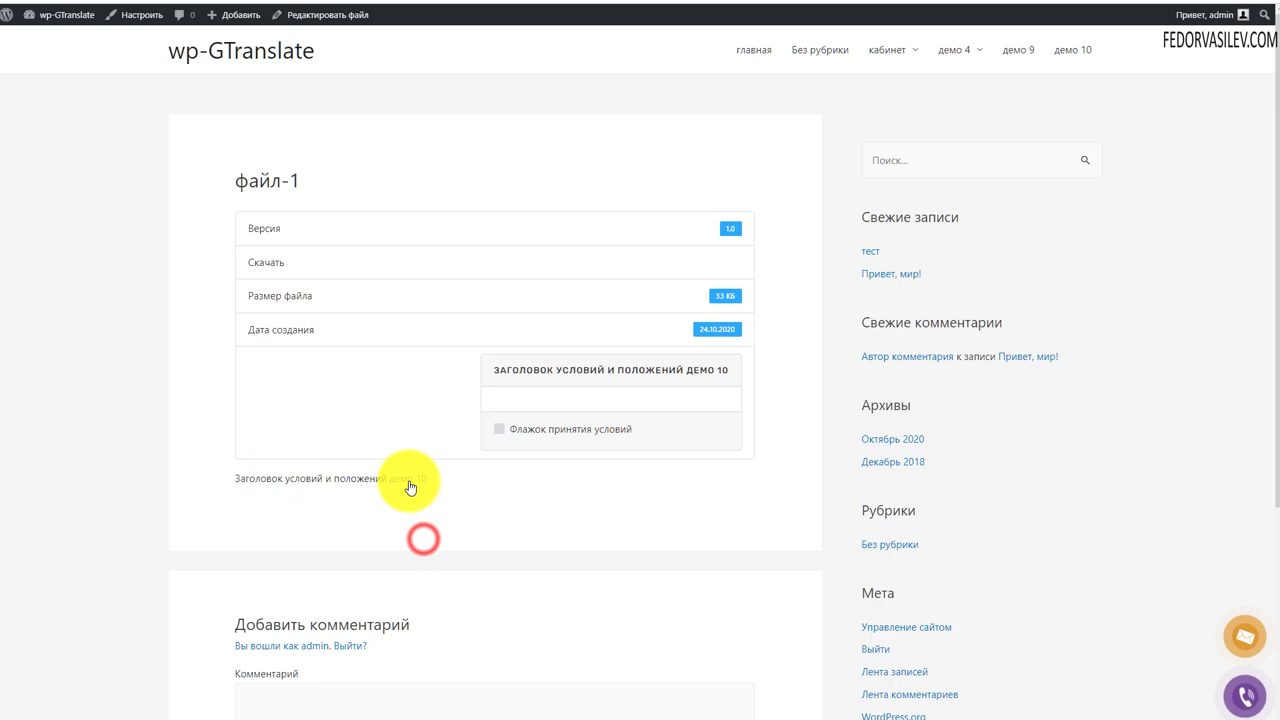 wp-GTranslate Настроить 0 Добавить Редактировать файл Привет, admin
FEDORVASILEV.COM
wp-GTranslate главная Без рубрики кабинет демо 4 демо 9 демо 10
файл-1
Версия 1.0
Скачать
Размер файла 33 КБ
Дата создания 24.10.2020
ЗАГОЛОВОК УСЛОВИЙ И ПОЛОЖЕНИЙ ДЕМО 10
Флажок принятия условий
Заголовок условий и положений демо 10
Добавить комментарий
Вы вошли как admin. Выйти?
Комментарий
Поиск...
Свежие записи
тест
Привет, мир!
Свежие комментарии
Автор комментария к записи Привет, мир!
Архивы
Октябрь 2020
Декабрь 2018
Рубрики
Без рубрики
Мета
Управление сайтом
Выйти
Лента записей
Лента комментариев
WordPress.org